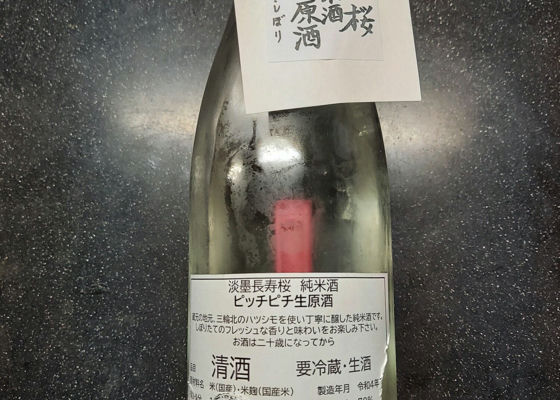 桜
酒
原酒
しぼり
淡墨長寿桜 純米酒
ピッチピチ生原酒
蔵元の地元、三輪北のハツシモを使い丁寧に醸した純米酒です。
しぼりたてのフレッシュな香りと味わいをお楽しみ下さい。
お酒は二十歳になってから
清酒 要冷蔵・生酒
米(国産)・米麹(国産米) 製造年月 令和4年